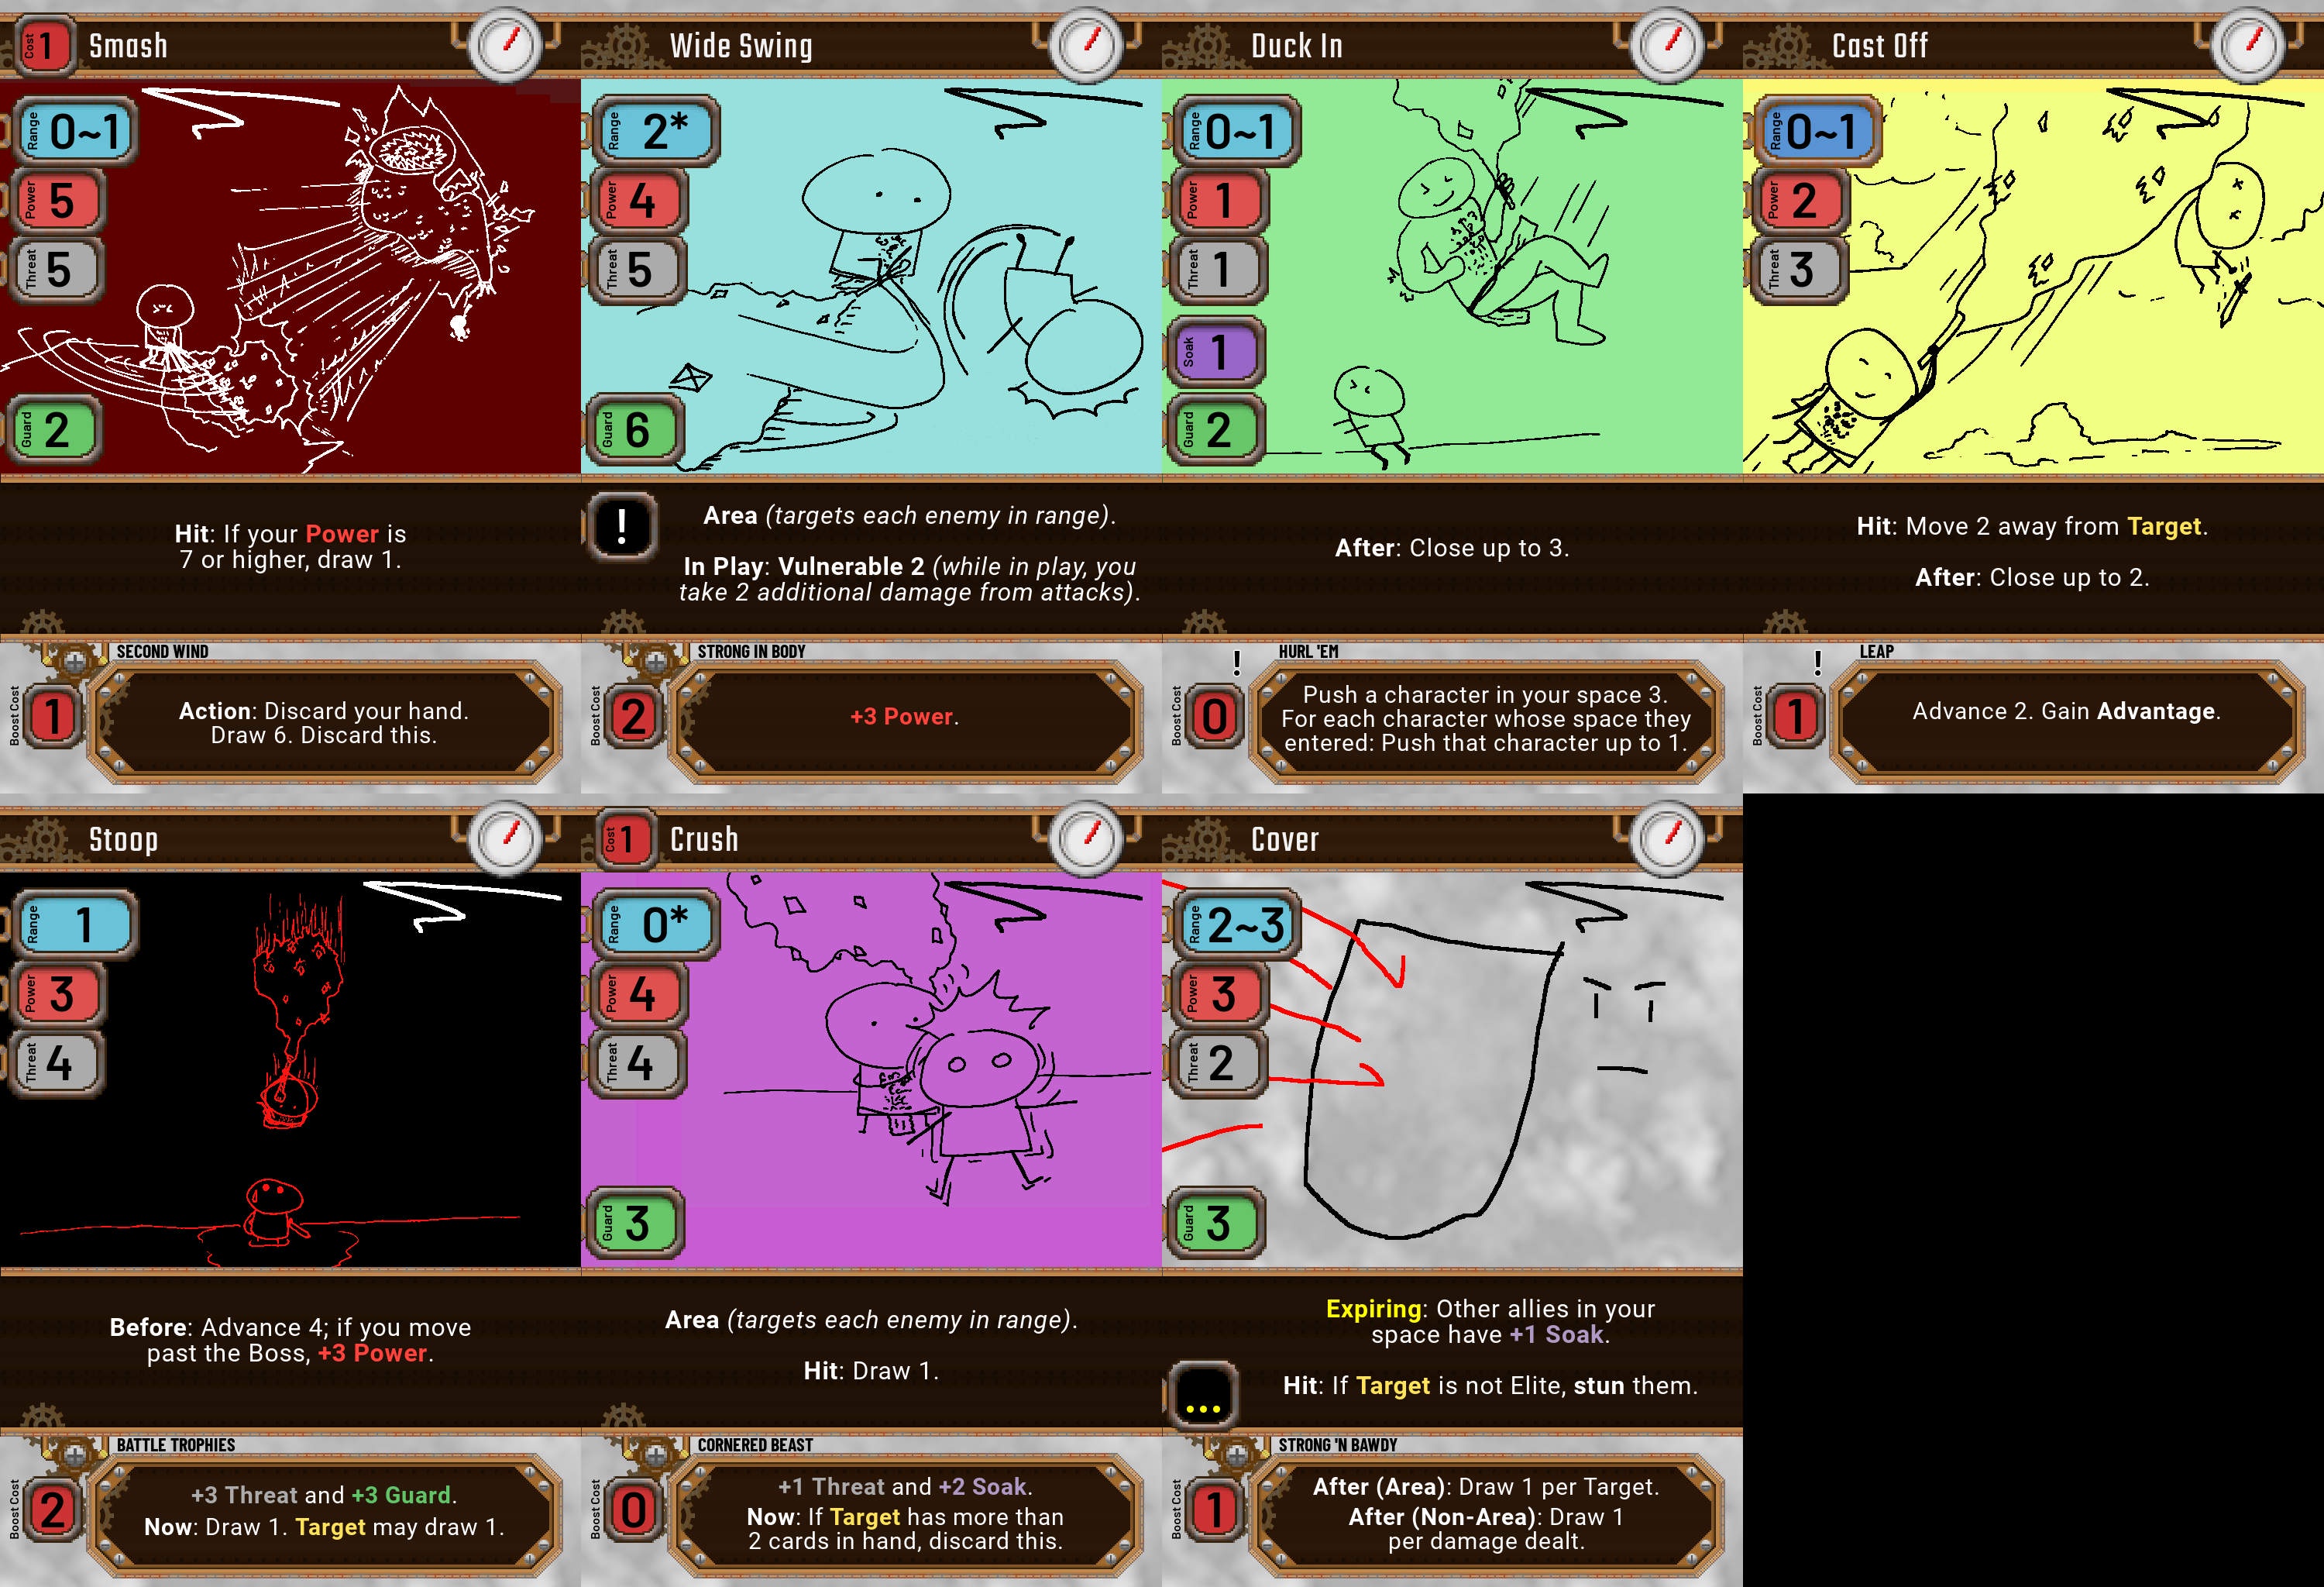 Cost 1 Smash
Range 0~1
Power 5
Threat 5
Guard 2
Hit: If your Power is
7 or higher, draw 1.
SECOND WIND
Boost Cost 1
Action: Discard your hand.
Draw 6. Discard this.
Wide Swing
Range 2*
Power 4
Threat 5
Guard 6
!
Area (targets each enemy in range).
In Play: Vulnerable 2 (while in play, you
take 2 additional damage from attacks).
STRONG IN BODY
Boost Cost 2
+3 Power.
Duck In
Range 0~1
Power 1
Threat 1
Soak 1
Guard 2
After: Close up to 3.
HURL 'EM
!
Boost Cost 0
Push a character in your space 3.
For each character whose space they
entered: Push that character up to 1.
Cast Off
Range 0~1
Power 2
Threat 3
Hit: Move 2 away from Target.
After: Close up to 2.
LEAP
!
Boost Cost 1
Advance 2. Gain Advantage.
Stoop
Range 1
Power 3
Threat 4
Before: Advance 4; if you move
past the Boss, +3 Power.
BATTLE TROPHIES
Boost Cost 2
+3 Threat and +3 Guard.
Now: Draw 1. Target may draw 1.
Cost 1 Crush
Range 0*
Power 4
Threat 4
Guard 3
Area (targets each enemy in range).
Hit: Draw 1.
CORNERED BEAST
Boost Cost 0
+1 Threat and +2 Soak.
Now: If Target has more than
2 cards in hand, discard this.
Cover
Range 2~3
Power 3
Threat 2
Guard 3
Expiring: Other allies in your
space have +1 Soak.
Hit: If Target is not Elite, stun them.
...
STRONG 'N BAWDY
Boost Cost 1
After (Area): Draw 1 per Target.
After (Non-Area): Draw 1
per damage dealt.